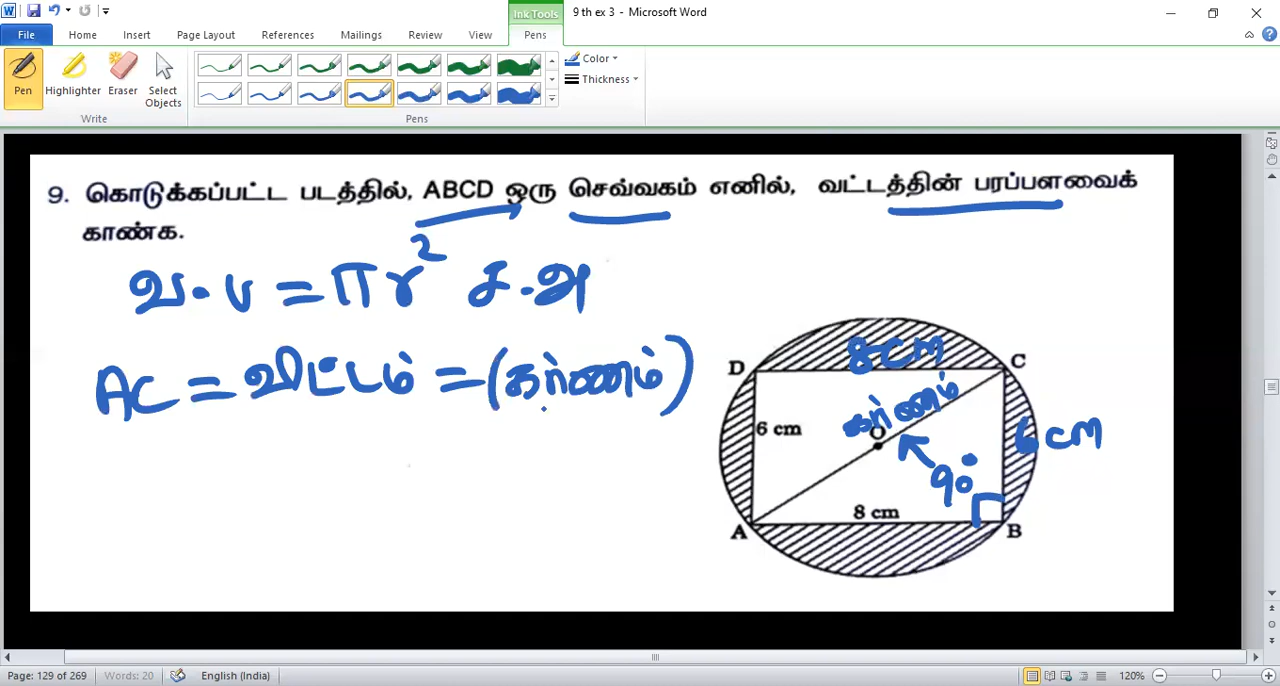 Ink Tools
9 th ex 3 - Microsoft Word
File Home Insert Page Layout References Mailings Review View Pens
Pen Highlighter Eraser Select Objects
Color
Thickness
Write
Pens
9. கொடுக்கப்பட்ட படத்தில், ABCD ஒரு செவ்வகம் எனில், வட்டத்தின் பரப்பளவைக்
காண்க.
வ.ப = πr² ச.அ
AC = விட்டம் = (கர்ணம்)
8cm
D
C
கர்ணம்
6 cm
O
6cm
90°
8 cm
A
B
Page: 129 of 269 Words: 20 English (India) 120%